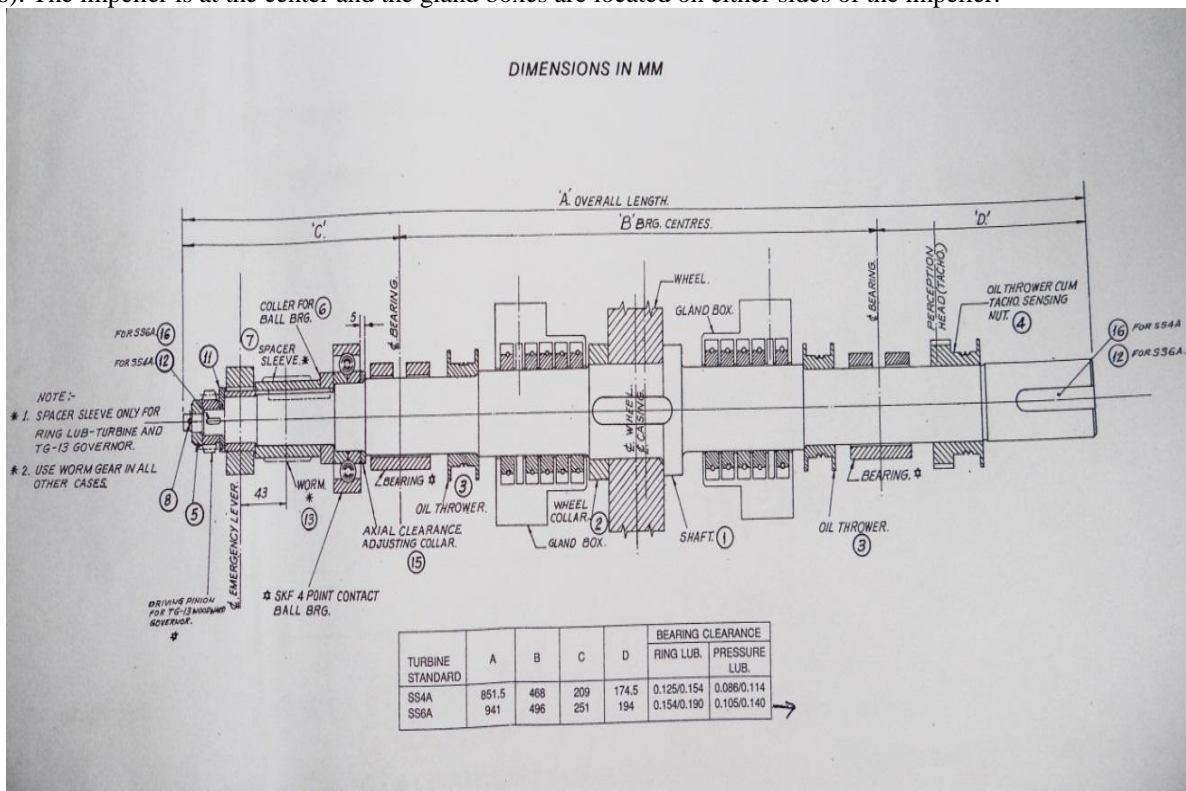 6). The impeller is at the center and the gland boxes are located on either sides of the impeller.
DIMENSIONS IN MM
'A'. OVERALL LENGTH.
'C'.
'B' BRG. CENTRES.
'D'.
COLLER FOR
BALL BRG. 6
5
₵ BEARING.
WHEEL.
GLAND BOX.
₵ BEARING.
PERCEPTION
HEAD (TACHO.)
OIL THROWER CUM
TACHO. SENSING
NUT. 4
FOR SS6A 16
FOR SS4A 12
11
7
SPACER
SLEEVE.*
16 FOR SS4A
12 FOR SS6A.
NOTE:-
* 1. SPACER SLEEVE ONLY FOR
RING LUB-TURBINE AND
TG-13 GOVERNOR.
* 2. USE WORM GEAR IN ALL
OTHER CASES.
₵ WHEEL
₵ CASING.
8
5
43
₵ EMERGENCY LEVER
WORM.*
13
BEARING ✡
3
OIL THROWER.
AXIAL CLEARANCE
ADJUSTING COLLAR.
15
WHEEL
COLLAR. 2
GLAND BOX.
SHAFT. 1
BEARING. ✡
OIL THROWER.
3
✡ SKF 4 POINT CONTACT
BALL BRG.
DRIVING PINION
FOR TG-13 WOODWARD
GOVERNOR.
✡
BEARING CLEARANCE
TURBINE STANDARD A B C D RING LUB. PRESSURE LUB.
SS4A 851.5 468 209 174.5 0.125/0.154 0.086/0.114
SS6A 941 496 251 194 0.154/0.190 0.105/0.140